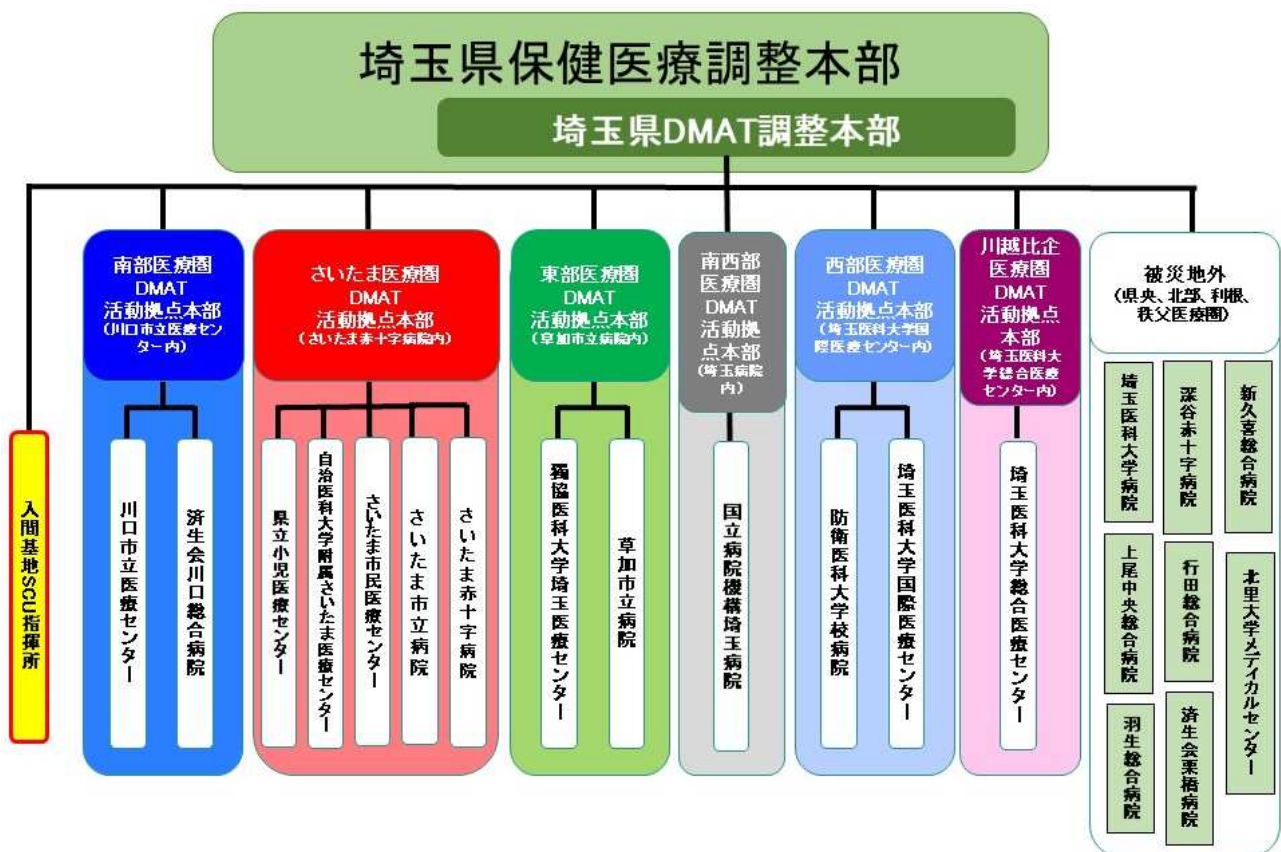 埼玉県保健医療調整本部
埼玉県DMAT調整本部
入間基地SCU指揮所
南部医療圏
DMAT
活動拠点本部
(川口市立医療セン
ター内)
川口市立医療センター
済生会川口総合病院
さいたま医療圏
DMAT
活動拠点本部
(さいたま赤十字病院内)
県立小児医療センター
自治医科大学附属さいたま医療センター
さいたま市民医療センター
さいたま市立病院
さいたま赤十字病院
東部医療圏
DMAT
活動拠点本部
(草加市立病院内)
獨協医科大学埼玉医療センター
草加市立病院
南西部
医療圏
DMAT
活動拠
点本部
(埼玉病院
内)
国立病院機構埼玉病院
西部医療圏
DMAT
活動拠点本部
(埼玉医科大学国
際医療センター内)
防衛医科大学校病院
埼玉医科大学国際医療センター
川越比企
医療圏
DMAT
活動拠点
本部
(埼玉医科大
学総合医療
センター内)
埼玉医科大学総合医療センター
被災地外
(県央、北部、利根、
秩父医療圏)
埼玉医科大学病院
深谷赤十字病院
新久喜総合病院
上尾中央総合病院
行田総合病院
北里大学メディカルセンター
羽生総合病院
済生会栗橋病院